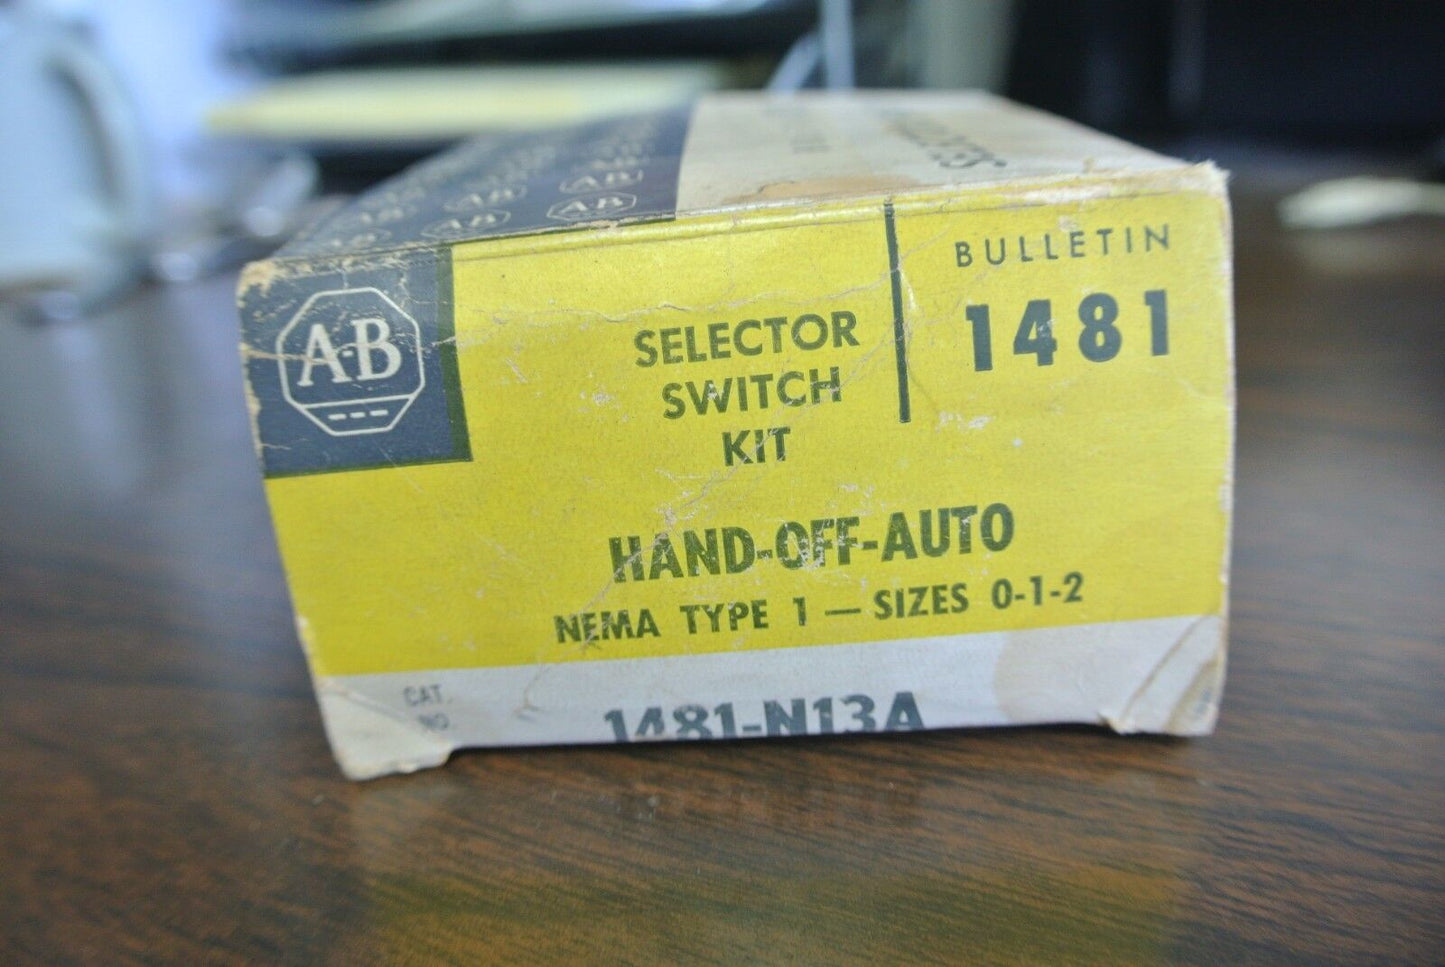 A-B
SELECTOR
SWITCH
KIT
BULLETIN
1481
HAND-OFF-AUTO
NEMA TYPE 1 — SIZES 0-1-2
CAT.
NO.
1481-N13A
A-B
A-B
A-B
A-B